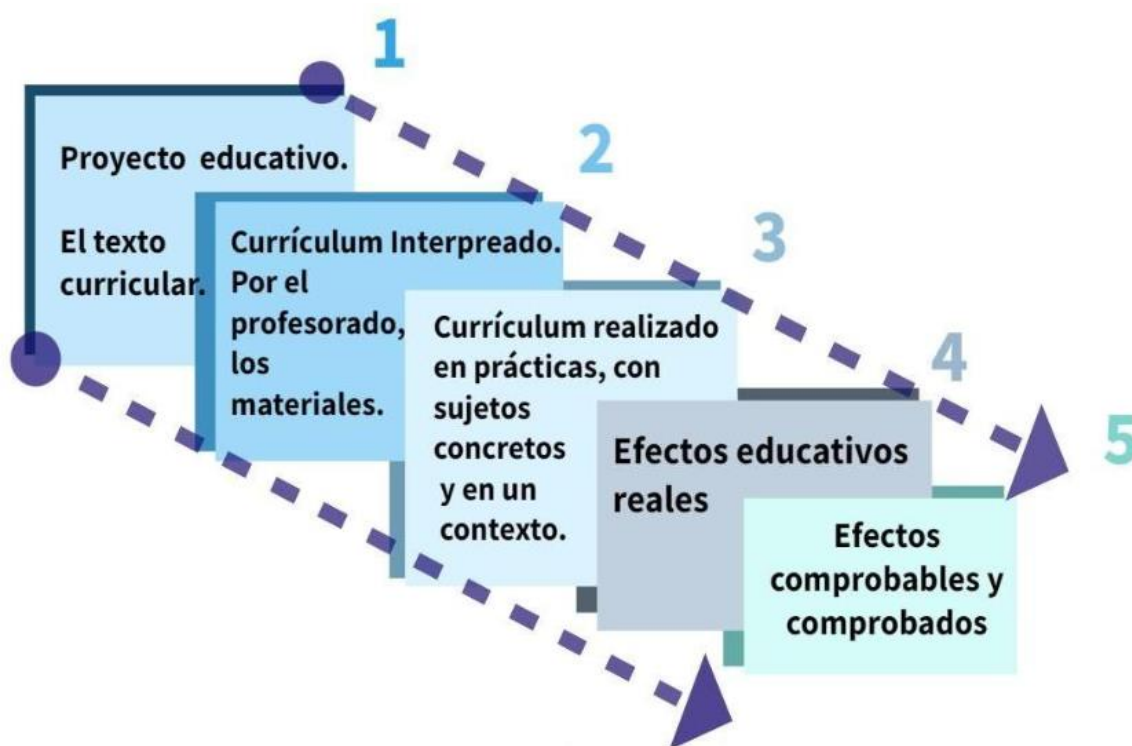 1
Proyecto educativo.
El texto
curricular.
2
Currículum Interpreado.
Por el
profesorado,
los
materiales.
3
Currículum realizado
en prácticas, con
sujetos
concretos
y en un
contexto.
4
Efectos educativos
reales
5
Efectos
comprobables y
comprobados